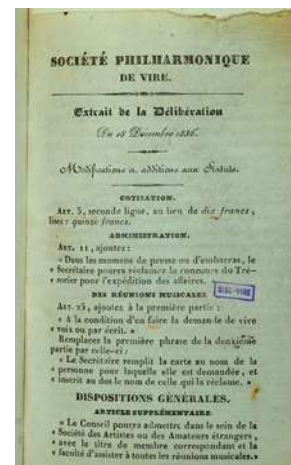 SOCIÉTÉ PHILHARMONIQUE
DE VIRE.
Extrait de la Délibération
Du 18 Décembre 1836.
Modifications et additions aux Statuts.
COTISATION.
ART. 5, seconde ligne, au lieu de dix francs,
lisez : quinze francs.
ADMINISTRATION.
ART. 11, ajoutez :
« Dans les momens de presse ou d'embarras, le
« Secrétaire pourra réclamer le concours du Tré-
« sorier pour l'expédition des affaires.
BIBL. VIRE
DES RÉUNIONS MUSICALES.
ART. 25, ajoutez à la première partie :
« A la condition d'en faire la demande de vive
« voix ou par écrit. »
Remplacez la première phrase de la deuxième
partie par celle-ci :
« Le Secrétaire remplit la carte au nom de la
« personne pour laquelle elle est demandée, et
« inscrit au dos le nom de celle qui la réclame. »
DISPOSITIONS GÉNÉRALES.
ARTICLE SUPPLÉMENTAIRE.
« Le Conseil pourra admettre dans le sein de la
« Société des Artistes ou des Amateurs étrangers,
« avec le titre de membre correspondant et la
« faculté d'assister à toutes les réunions musicales.»